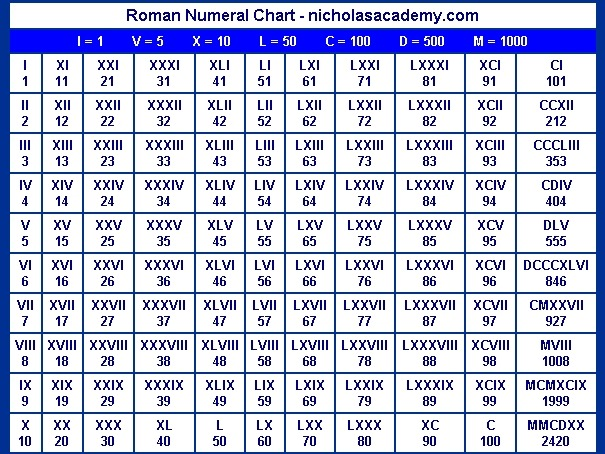 Roman Numeral Chart - nicholasacademy.com
I = 1 V = 5 X = 10 L = 50 C = 100 D = 500 M = 1000
I XI XXI XXXI XLI LI LXI LXXI LXXXI XCI CI
1 11 21 31 41 51 61 71 81 91 101
II XII XXII XXXII XLII LII LXII LXXII LXXXII XCII CCXII
2 12 22 32 42 52 62 72 82 92 212
III XIII XXIII XXXIII XLIII LIII LXIII LXXIII LXXXIII XCIII CCCLIII
3 13 23 33 43 53 63 73 83 93 353
IV XIV XXIV XXXIV XLIV LIV LXIV LXXIV LXXXIV XCIV CDIV
4 14 24 34 44 54 64 74 84 94 404
V XV XXV XXXV XLV LV LXV LXXV LXXXV XCV DLV
5 15 25 35 45 55 65 75 85 95 555
VI XVI XXVI XXXVI XLVI LVI LXVI LXXVI LXXXVI XCVI DCCCXLVI
6 16 26 36 46 56 66 76 86 96 846
VII XVII XXVII XXXVII XLVII LVII LXVII LXXVII LXXXVII XCVII CMXXVII
7 17 27 37 47 57 67 77 87 97 927
VIII XVIII XXVIII XXXVIII XLVIII LVIII LXVIII LXXVIII LXXXVIII XCVIII MVIII
8 18 28 38 48 58 68 78 88 98 1008
IX XIX XXIX XXXIX XLIX LIX LXIX LXXIX LXXXIX XCIX MCMXCIX
9 19 29 39 49 59 69 79 89 99 1999
X XX XXX XL L LX LXX LXXX XC C MMCDXX
10 20 30 40 50 60 70 80 90 100 2420